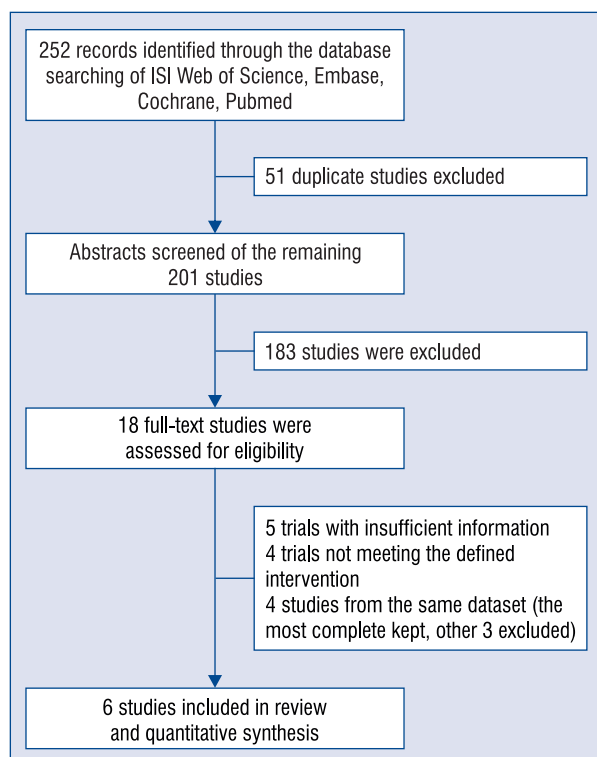 252 records identified through the database
searching of ISI Web of Science, Embase,
Cochrane, Pubmed
51 duplicate studies excluded
Abstracts screened of the remaining
201 studies
183 studies were excluded
18 full-text studies were
assessed for eligibility
5 trials with insufficient information
4 trials not meeting the defined
intervention
4 studies from the same dataset (the
most complete kept, other 3 excluded)
6 studies included in review
and quantitative synthesis